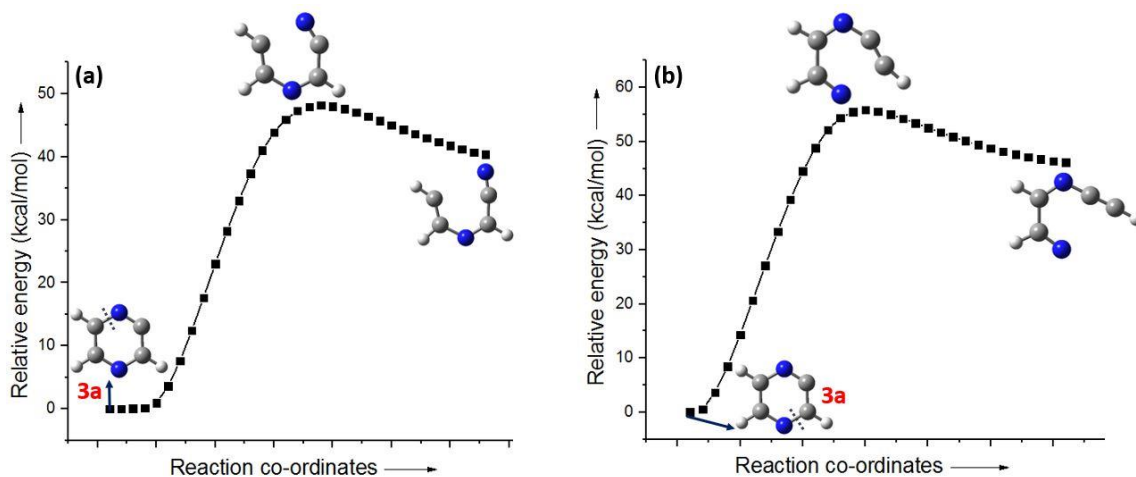 (a)
Relative energy (kcal/mol)
50
40
30
20
10
0
3a
Reaction co-ordinates
(b)
Relative energy (kcal/mol)
60
50
40
30
20
10
0
3a
Reaction co-ordinates